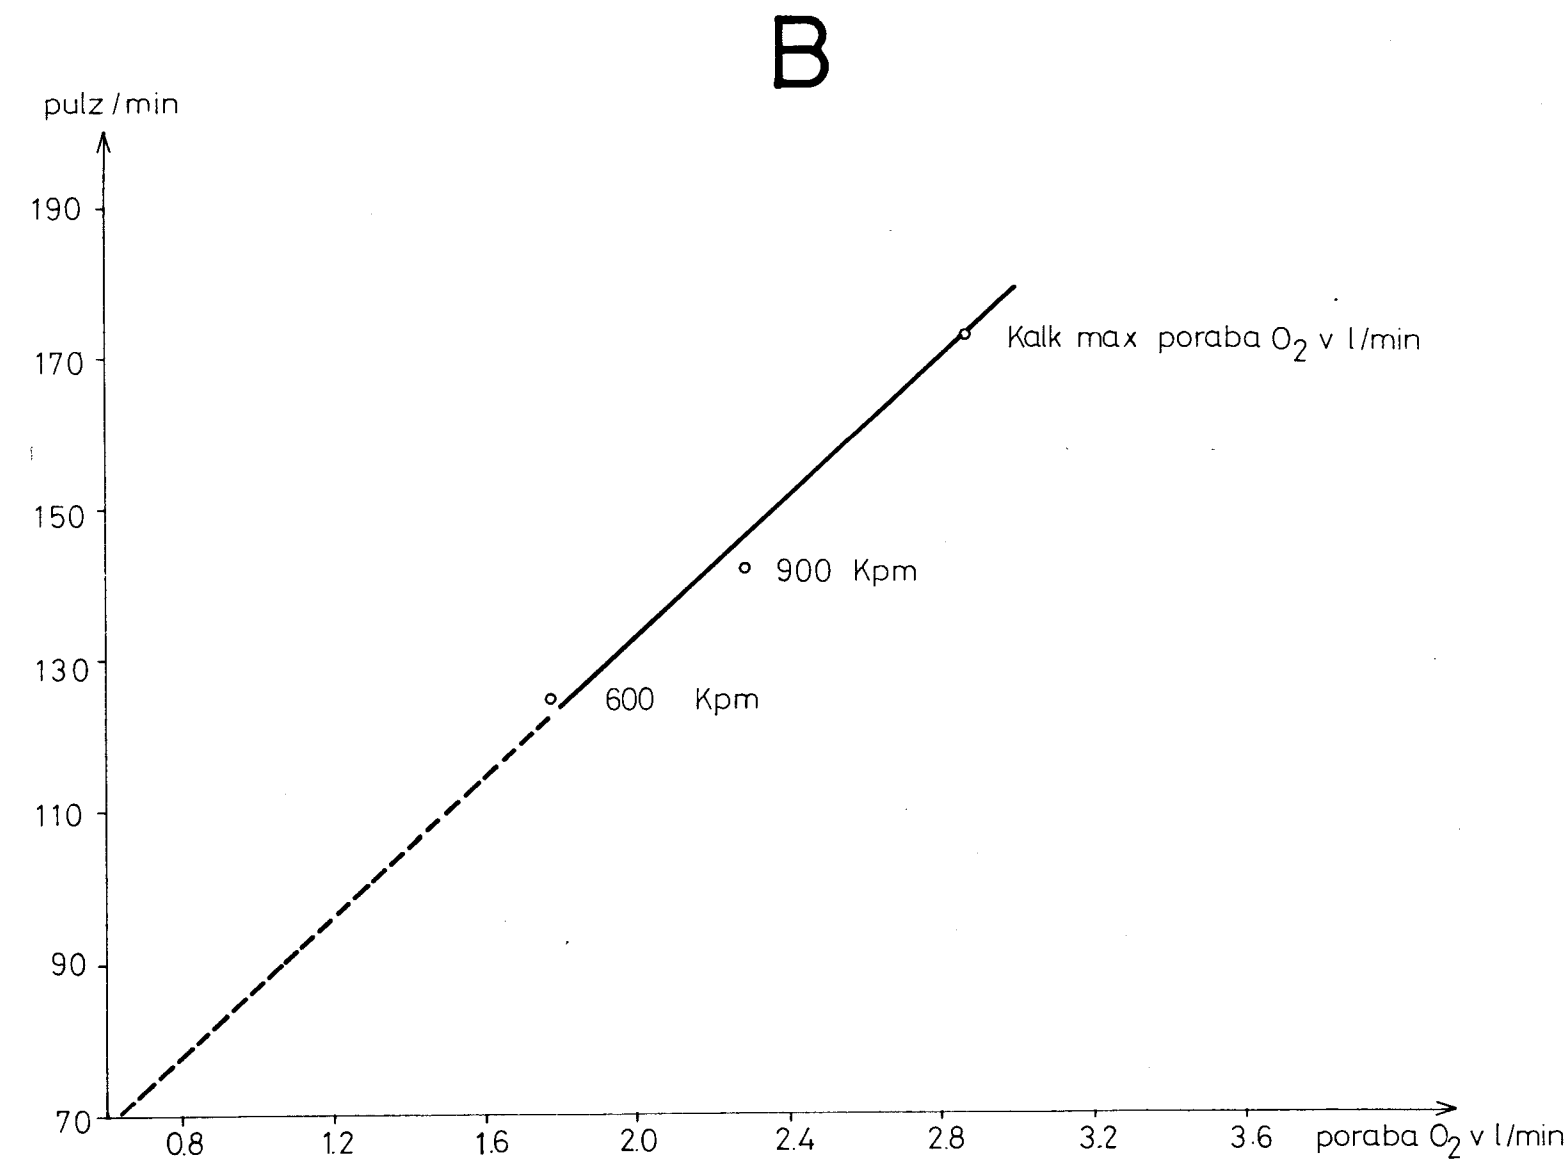 B
pulz/min
190
170
Kalk max poraba O₂ v l/min
150
900 Kpm
130
600 Kpm
110
90
70
0.8 1.2 1.6 2.0 2.4 2.8 3.2 3.6 poraba O₂ v l/min